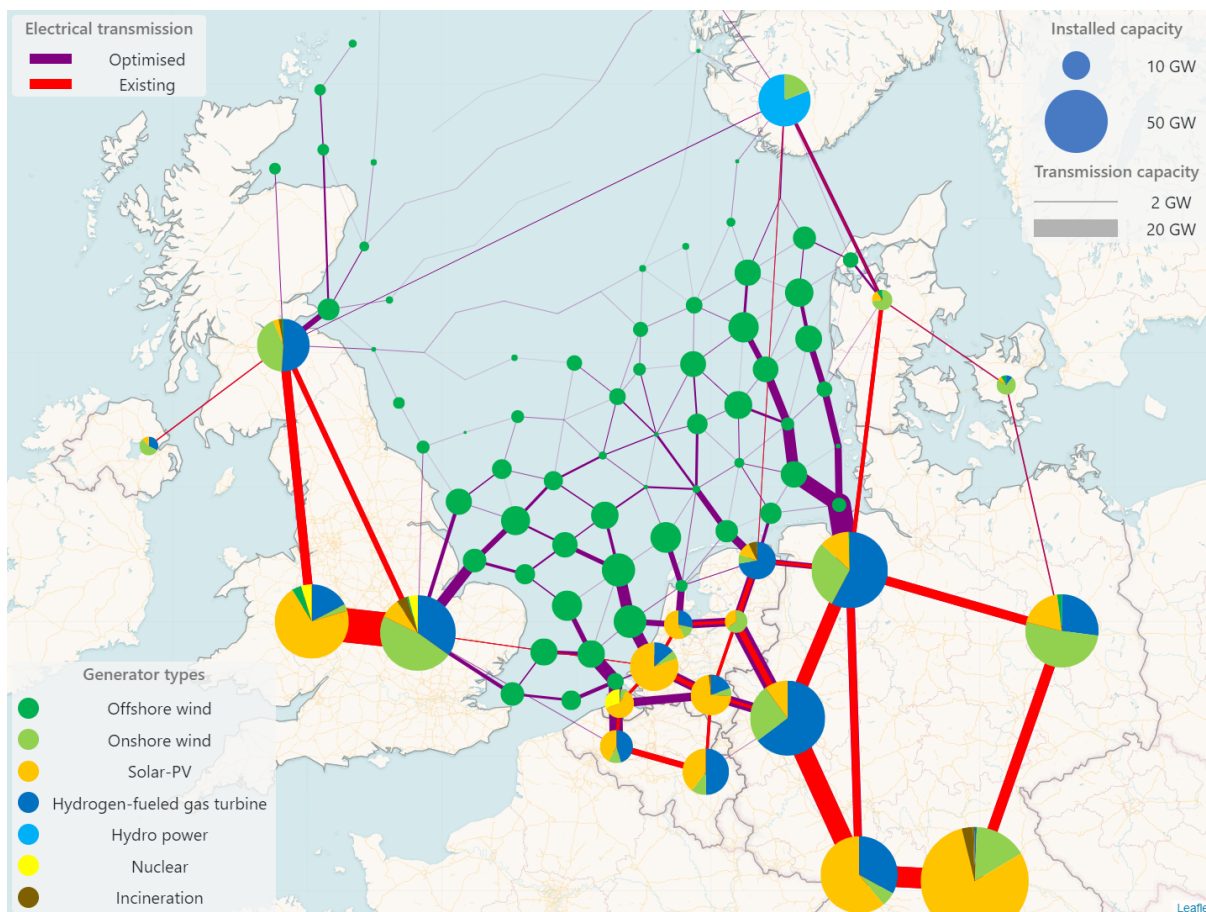 Electrical transmission
Optimised
Existing
Installed capacity
10 GW
50 GW
Transmission capacity
2 GW
20 GW
Generator types
Offshore wind
Onshore wind
Solar-PV
Hydrogen-fueled gas turbine
Hydro power
Nuclear
Incineration
Leafle